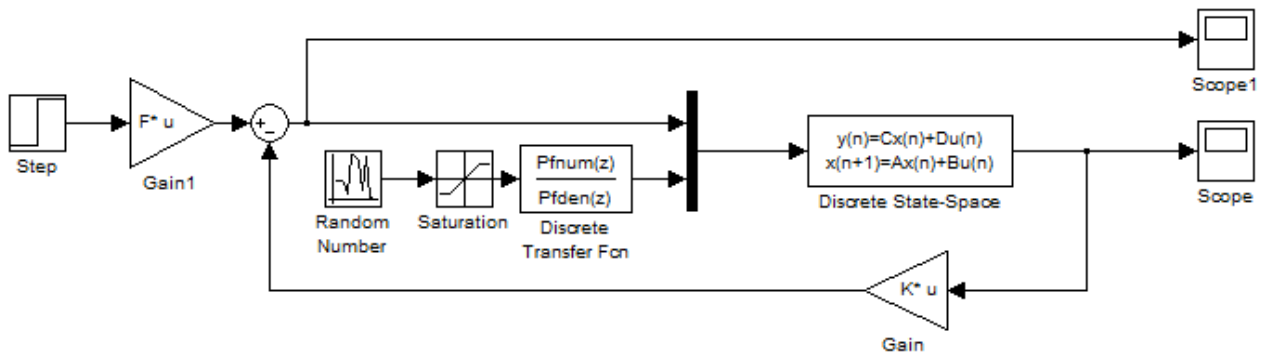 Scope1
F* u
+
-
Step
Gain1
Random
Number
Saturation
Pfnum(z)
Pfden(z)
Discrete
Transfer Fcn
y(n)=Cx(n)+Du(n)
x(n+1)=Ax(n)+Bu(n)
Discrete State-Space
Scope
K* u
Gain